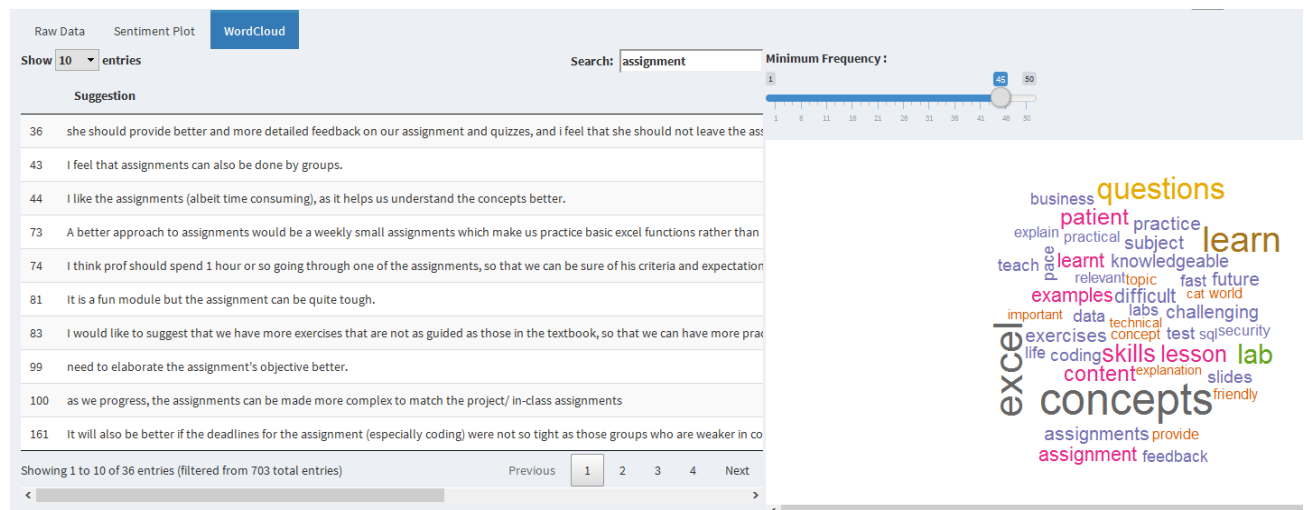 Raw Data Sentiment Plot WordCloud
Show 10 entries Search: assignment
Suggestion
36 she should provide better and more detailed feedback on our assignment and quizzes, and i feel that she should not leave the ass
43 I feel that assignments can also be done by groups.
44 I like the assignments (albeit time consuming), as it helps us understand the concepts better.
73 A better approach to assignments would be a weekly small assignments which make us practice basic excel functions rather than
74 I think prof should spend 1 hour or so going through one of the assignments, so that we can be sure of his criteria and expectation
81 It is a fun module but the assignment can be quite tough.
83 I would like to suggest that we have more exercises that are not as guided as those in the textbook, so that we can have more prac
99 need to elaborate the assignment's objective better.
100 as we progress, the assignments can be made more complex to match the project/ in-class assignments
161 It will also be better if the deadlines for the assignment (especially coding) were not so tight as those groups who are weaker in co
Showing 1 to 10 of 36 entries (filtered from 703 total entries) Previous 1 2 3 4 Next
Minimum Frequency:
1 45 50
1 6 11 16 21 26 31 36 41 46 50
business questions
patient practice
explain practical subject learn
teach pace learnt knowledgeable
relevant topic fast future
examples difficult cat world
important data labs challenging
technical
excel exercises concept test sql security
life coding skills lesson lab
content explanation slides
concepts friendly
assignments provide
assignment feedback